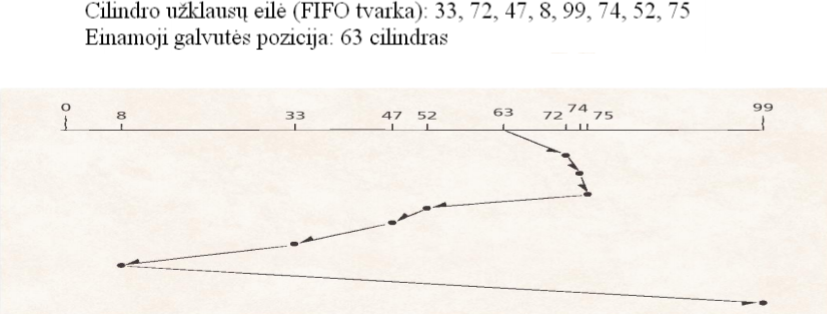 Cilindro užklausų eilė (FIFO tvarka): 33, 72, 47, 8, 99, 74, 52, 75
Einamoji galvutės pozicija: 63 cilindras
0 8 33 47 52 63 72 74 75 99